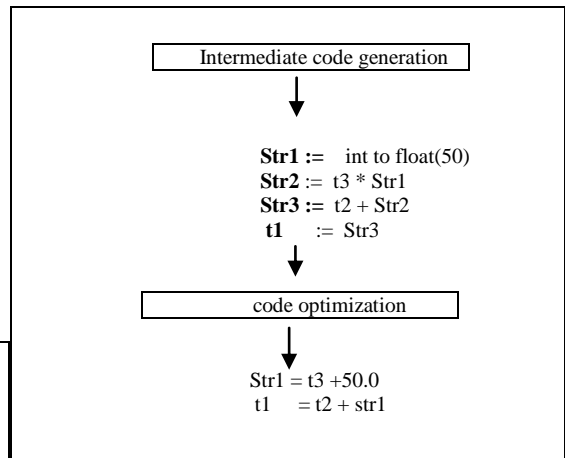 Intermediate code generation
Str1 := int to float(50)
Str2 := t3 * Str1
Str3 := t2 + Str2
t1 := Str3
code optimization
Str1 = t3 +50.0
t1 = t2 + str1